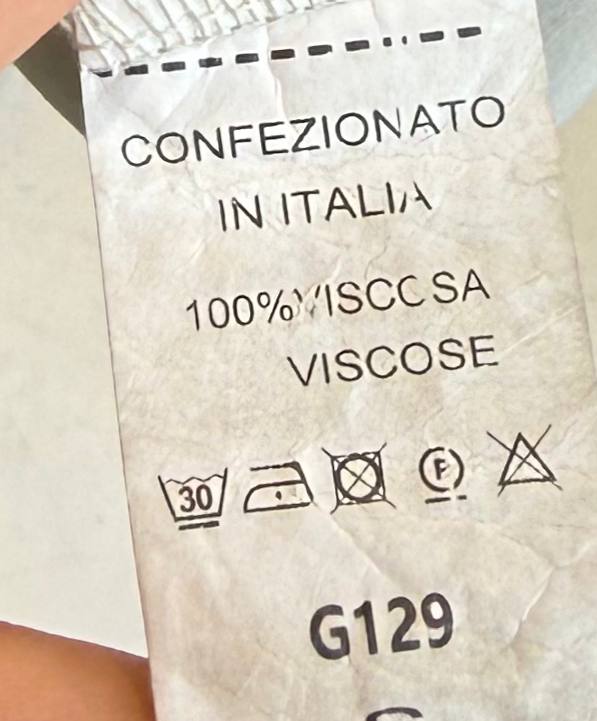 CONFEZIONATO
IN ITALIA
100%VISCOSA
VISCOSE
30 F
G129